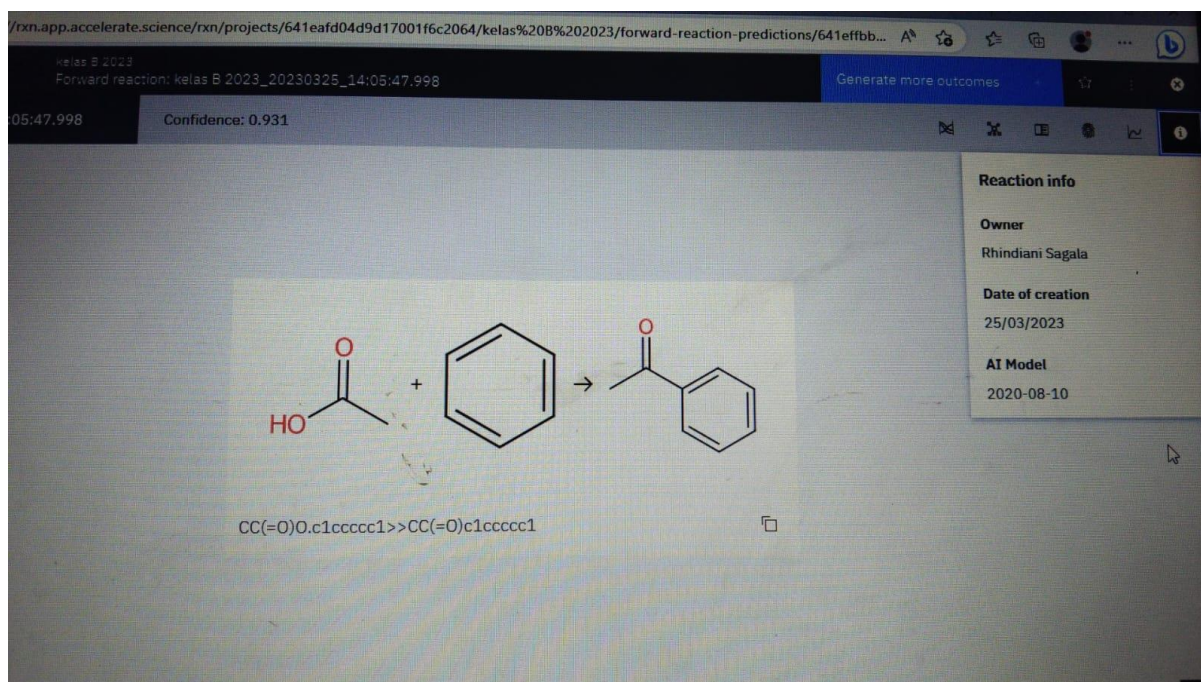 /rxn.app.accelerate.science/rxn/projects/641eafd04d9d17001f6c2064/kelas%20B%202023/forward-reaction-predictions/641effbb...
kelas B 2023
Forward reaction: kelas B 2023_20230325_14:05:47.998
Generate more outcomes
:05:47.998
Confidence: 0.931
Reaction info
Owner
Rhindiani Sagala
Date of creation
25/03/2023
AI Model
2020-08-10
O
HO
+
→
O
CC(=O)O.c1ccccc1>>CC(=O)c1ccccc1